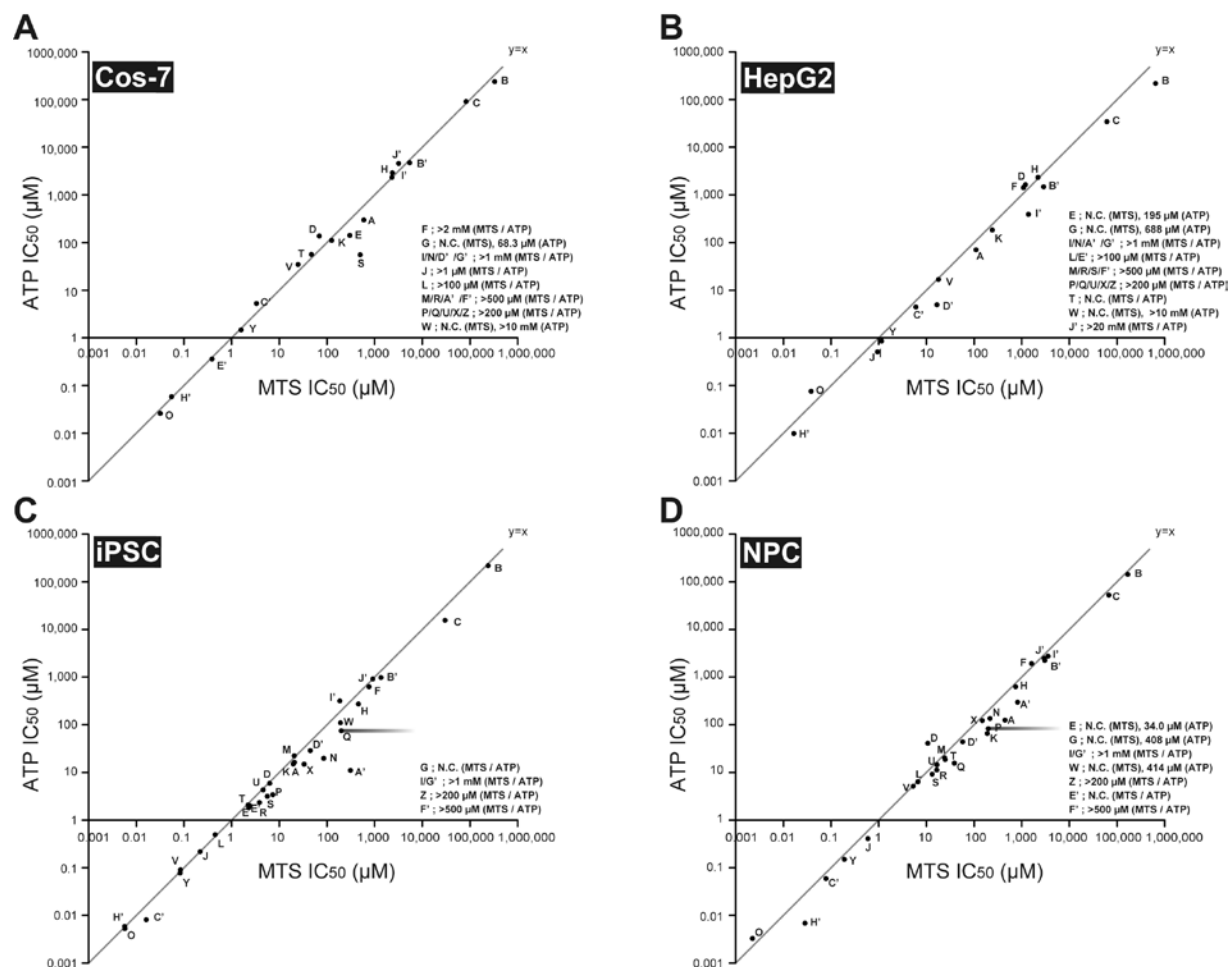 A
B
Cos-7
HepG2
y=x
y=x
1000,000
100,000
10,000
1,000
100
10
1
0.1
0.01
0.001
ATP IC50 (µM)
0.001 0.01 0.1 1 10 100 1,000 10,000 100,000 1,000,000
MTS IC50 (µM)
B
C
J'
H
I'
B'
A
D
E
K
S
T
V
C'
Y
E'
H'
O
F ; >2 mM (MTS / ATP)
G ; N.C. (MTS), 68.3 µM (ATP)
I/N/D' /G' ; >1 mM (MTS / ATP)
J ; >1 µM (MTS / ATP)
L ; >100 µM (MTS / ATP)
M/R/A' /F' ; >500 µM (MTS / ATP)
P/Q/U/X/Z ; >200 µM (MTS / ATP)
W ; N.C. (MTS), >10 mM (ATP)
1000,000
100,000
10,000
1,000
100
10
1
0.1
0.01
0.001
ATP IC50 (µM)
0.001 0.01 0.1 1 10 100 1,000 10,000 100,000 1,000,000
MTS IC50 (µM)
B
C
H
D
F
B'
I'
K
A
V
D'
C'
Y
J
O
H'
E ; N.C. (MTS), 195 µM (ATP)
G ; N.C. (MTS), 688 µM (ATP)
I/N/A' /G' ; >1 mM (MTS / ATP)
L/E' ; >100 µM (MTS / ATP)
M/R/S/F' ; >500 µM (MTS / ATP)
P/Q/U/X/Z ; >200 µM (MTS / ATP)
T ; N.C. (MTS / ATP)
W ; N.C. (MTS), >10 mM (ATP)
J' ; >20 mM (MTS / ATP)
C
D
iPSC
NPC
y=x
y=x
1000,000
100,000
10,000
1,000
100
10
1
0.1
0.01
0.001
ATP IC50 (µM)
0.001 0.01 0.1 1 10 100 1,000 10,000 100,000 1,000,000
MTS IC50 (µM)
B
C
J'
B'
F
I'
H
W
Q
D'
M
N
K
A
X
A'
D
U
P
S
T
E
R
L
J
V
Y
H'
C'
O
G ; N.C. (MTS / ATP)
I/G' ; >1 mM (MTS / ATP)
Z ; >200 µM (MTS / ATP)
F' ; >500 µM (MTS / ATP)
1000,000
100,000
10,000
1,000
100
10
1
0.1
0.01
0.001
ATP IC50 (µM)
0.001 0.01 0.1 1 10 100 1,000 10,000 100,000 1,000,000
MTS IC50 (µM)
B
C
J'
I'
F
B'
H
A'
N
X
A
P
K
D
D'
M
U
T
Q
R
S
L
V
J
Y
C'
H'
O
E ; N.C. (MTS), 34.0 µM (ATP)
G ; N.C. (MTS), 408 µM (ATP)
I/G' ; >1 mM (MTS / ATP)
W ; N.C. (MTS), 414 µM (ATP)
Z ; >200 µM (MTS / ATP)
E' ; N.C. (MTS / ATP)
F' ; >500 µM (MTS / ATP)